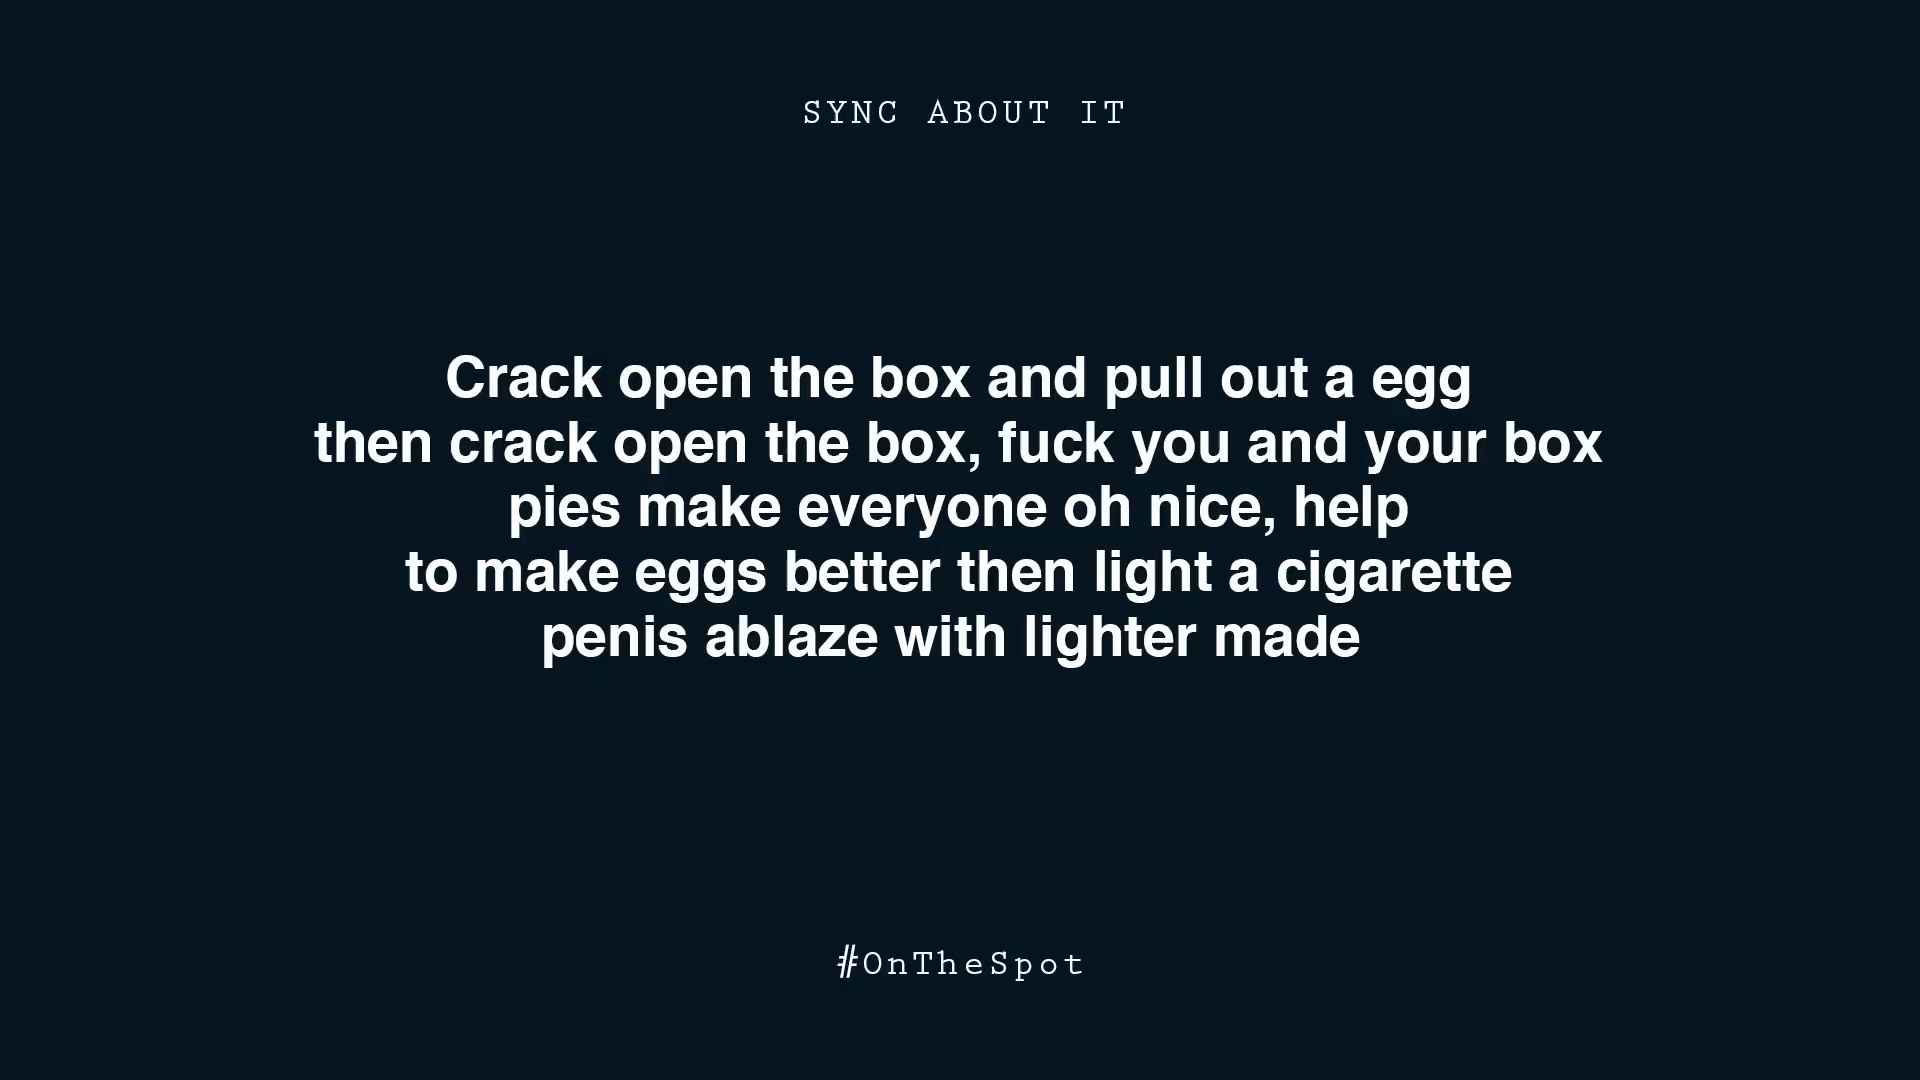 SYNC ABOUT IT
Crack open the box and pull out a egg
then crack open the box, fuck you and your box
pies make everyone oh nice, help
to make eggs better then light a cigarette
penis ablaze with lighter made
#OnTheSpot